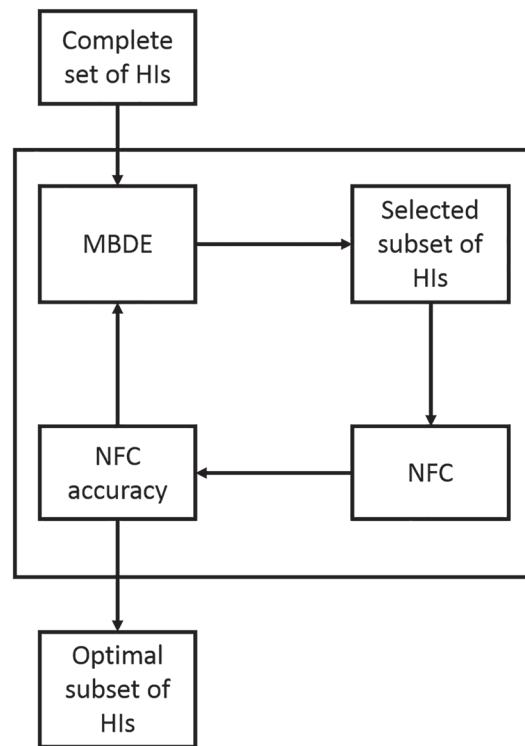 Complete
set of HIs
MBDE
Selected
subset of
HIs
NFC
accuracy
NFC
Optimal
subset of
HIs